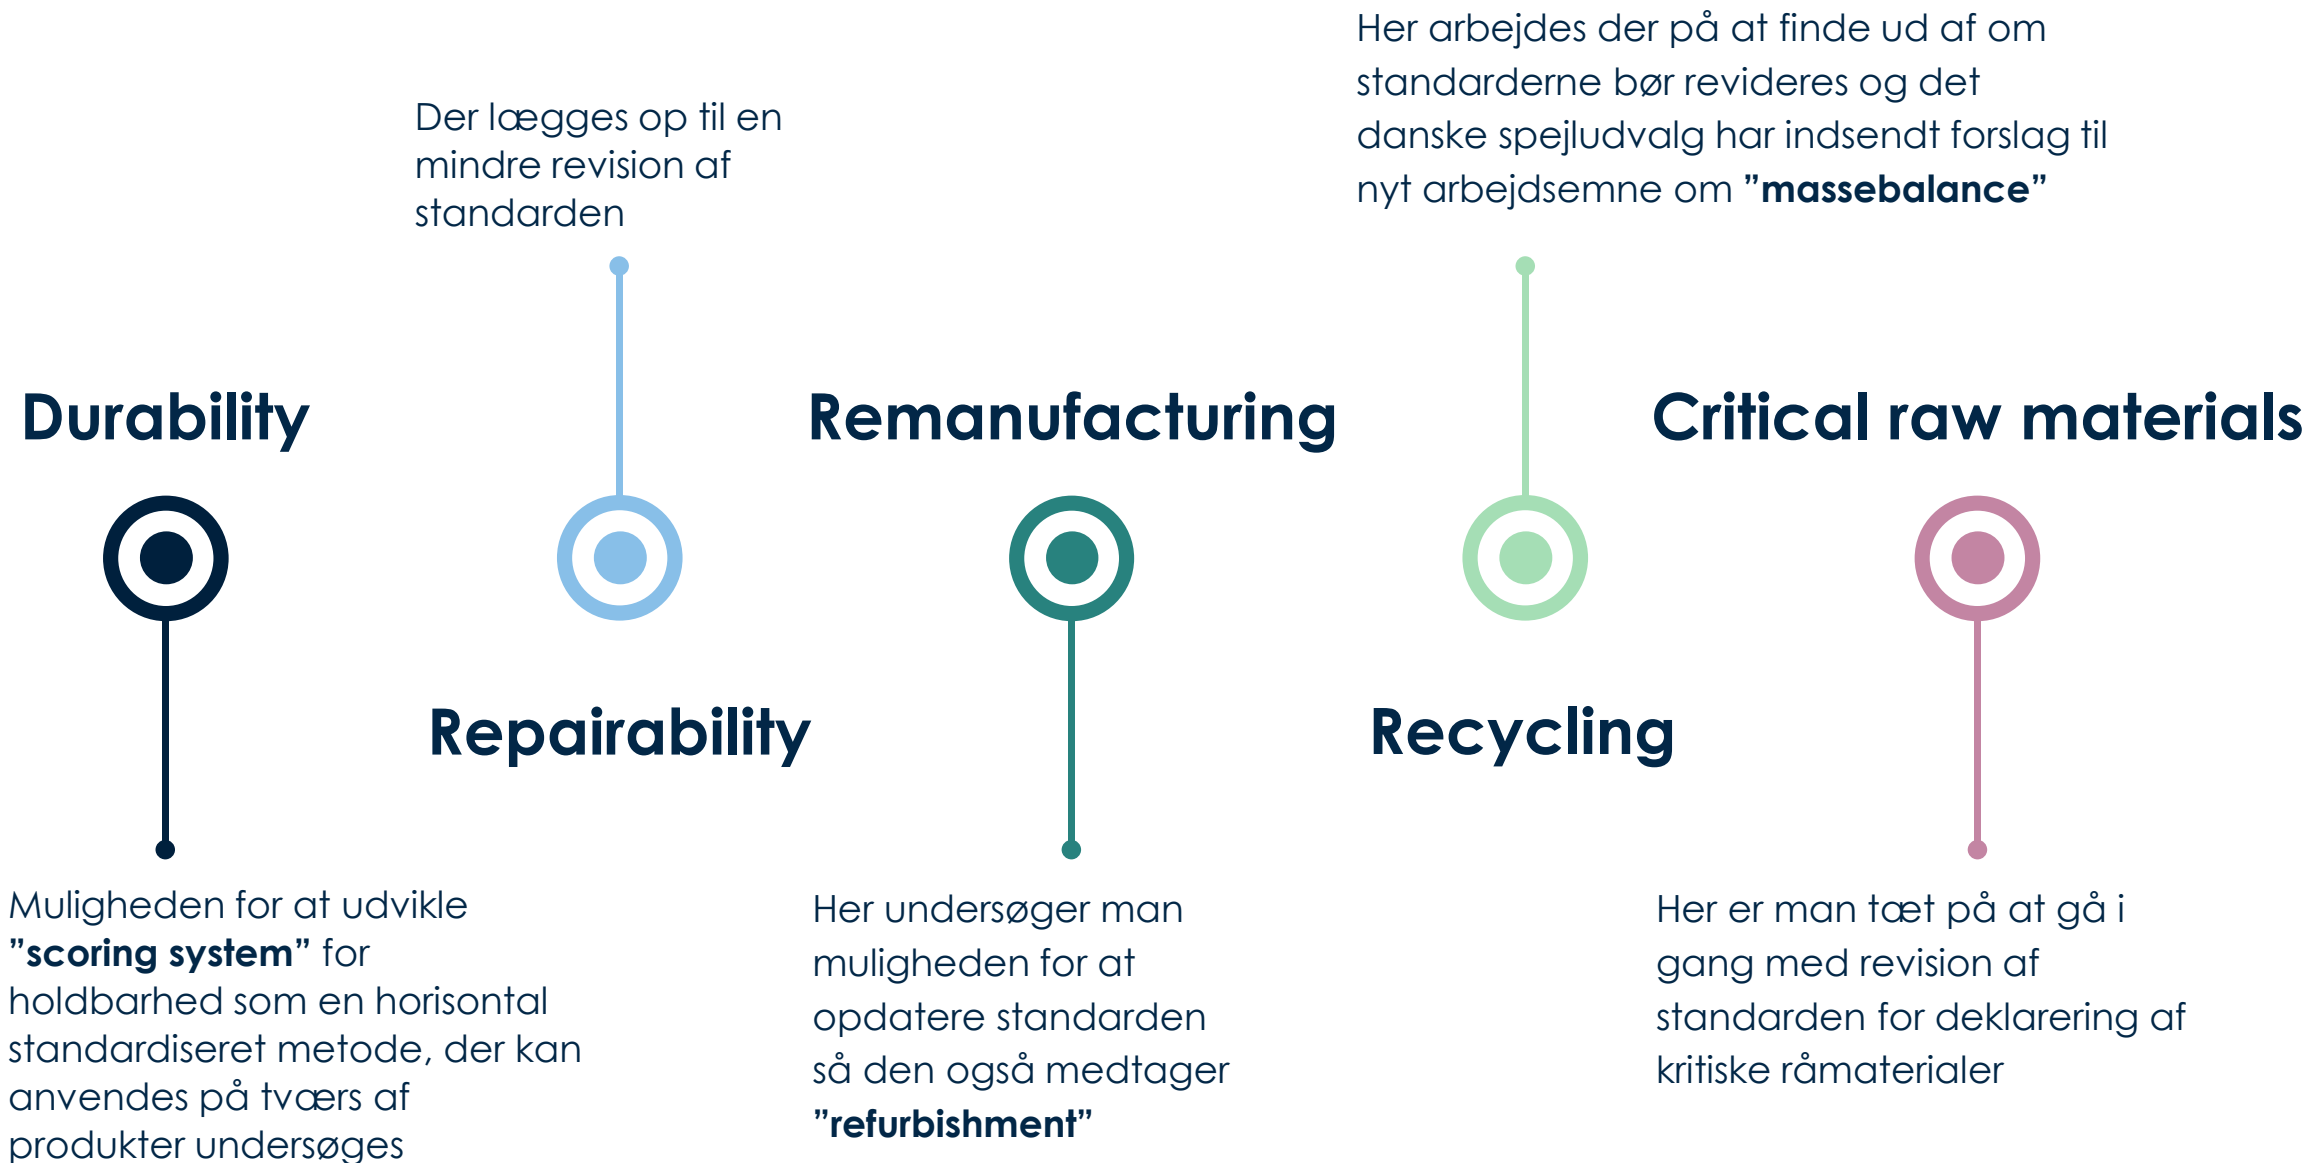 Durability
Muligheden for at udvikle
”scoring system” for
holdbarhed som en horisontal
standardiseret metode, der kan
anvendes på tværs af
produkter undersøges
Der lægges op til en
mindre revision af
standarden
Repairability
Remanufacturing
Her undersøger man
muligheden for at
opdatere standarden
så den også medtager
”refurbishment”
Her arbejdes der på at finde ud af om
standarderne bør revideres og det
danske spejludvalg har indsendt forslag til
nyt arbejdsemne om ”massebalance”
Recycling
Critical raw materials
Her er man tæt på at gå i
gang med revision af
standarden for deklarering af
kritiske råmaterialer